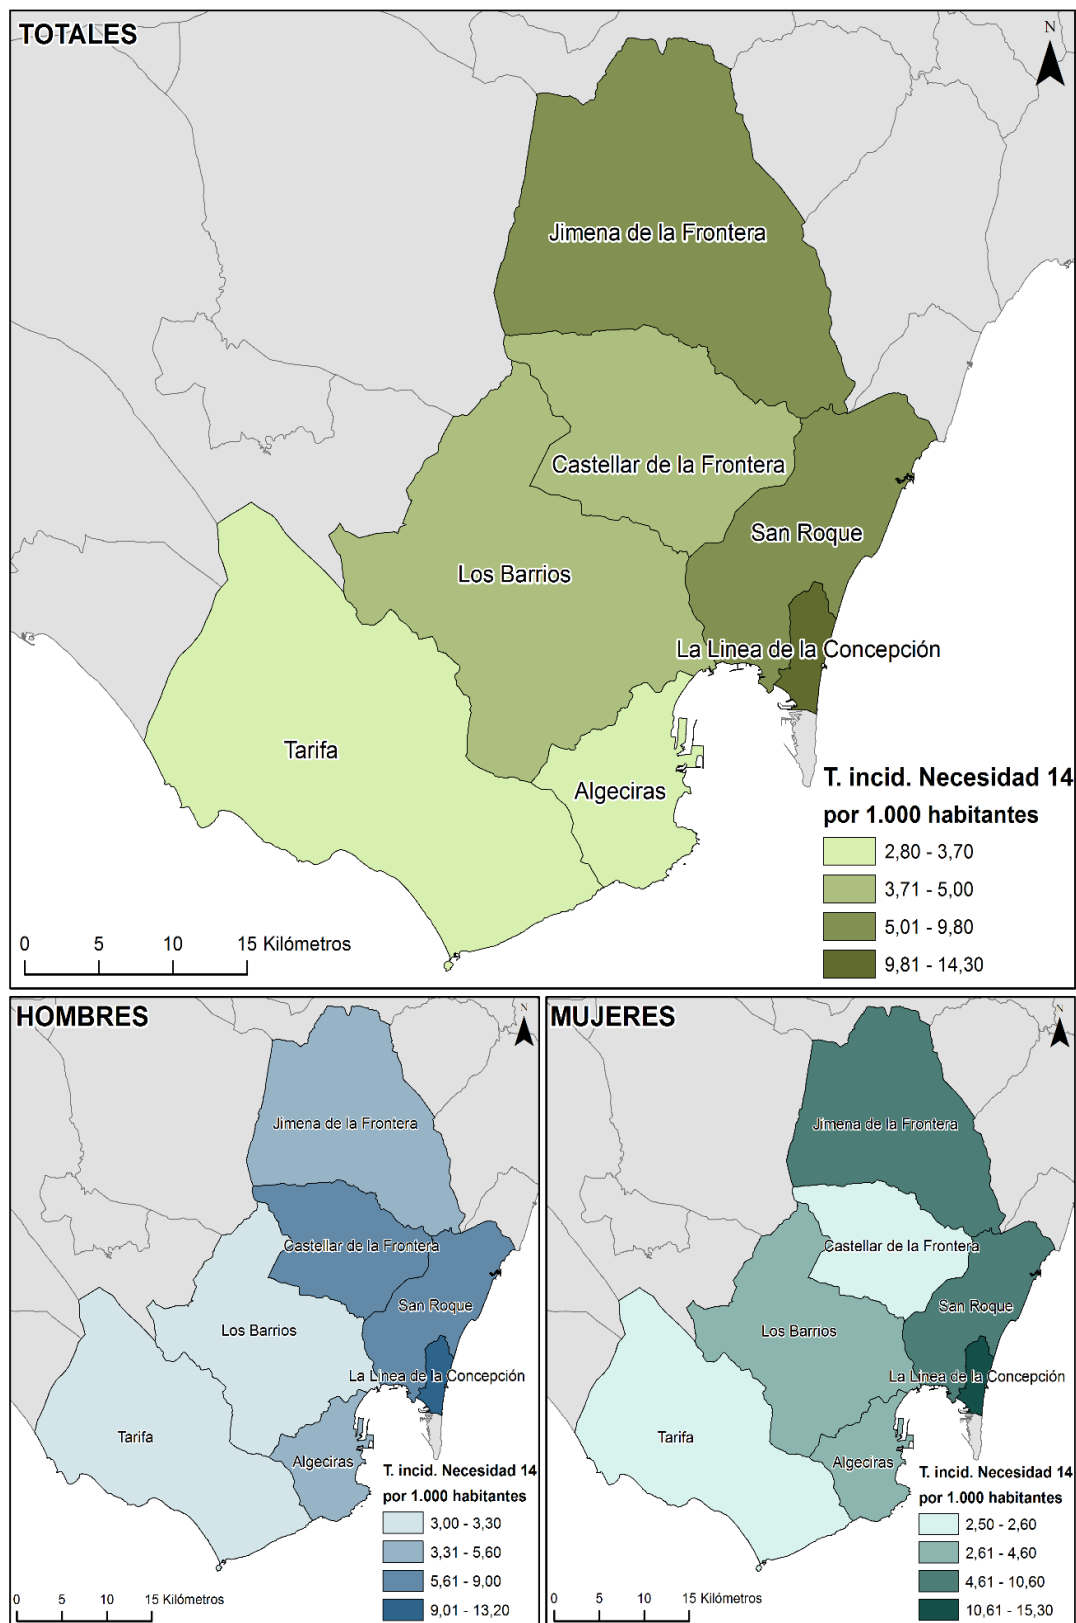 TOTALES
N
Jimena de la Frontera
Castellar de la Frontera
San Roque
Los Barrios
La Linea de la Concepción
Tarifa
Algeciras
T. incid. Necesidad 14
por 1.000 habitantes
2,80 - 3,70
3,71 - 5,00
5,01 - 9,80
9,81 - 14,30
0 5 10 15 Kilómetros
HOMBRES
N
Jimena de la Frontera
Castellar de la Frontera
San Roque
Los Barrios
La Linea de la Concepción
Tarifa
Algeciras
T. incid. Necesidad 14
por 1.000 habitantes
3,00 - 3,30
3,31 - 5,60
5,61 - 9,00
9,01 - 13,20
0 5 10 15 Kilómetros
MUJERES
N
Jimena de la Frontera
Castellar de la Frontera
San Roque
Los Barrios
La Linea de la Concepción
Tarifa
Algeciras
T. incid. Necesidad 14
por 1.000 habitantes
2,50 - 2,60
2,61 - 4,60
4,61 - 10,60
10,61 - 15,30
0 5 10 15 Kilómetros